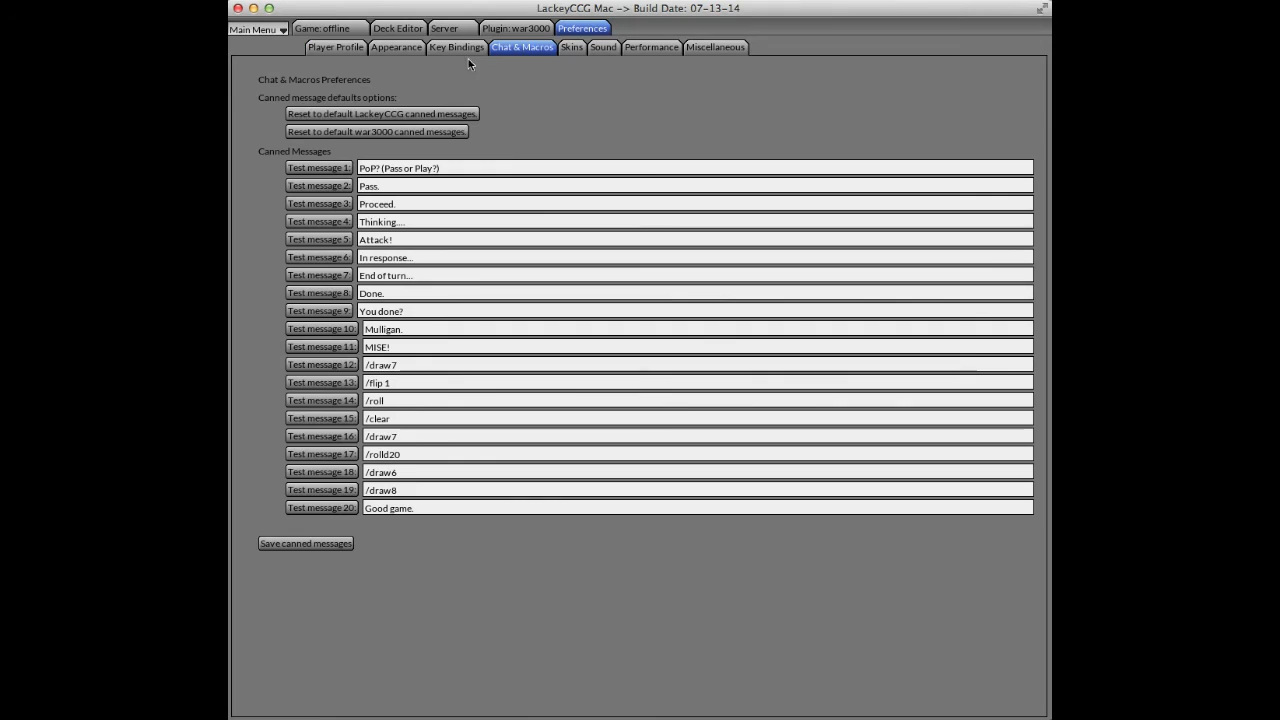 LackeyCCG Mac -> Build Date: 07-13-14
Main Menu Game: offline Deck Editor Server Plugin: war3000 Preferences
Player Profile Appearance Key Bindings Chat & Macros Skins Sound Performance Miscellaneous
Chat & Macros Preferences
Canned message defaults options:
Reset to default LackeyCCG canned messages.
Reset to default war3000 canned messages.
Canned Messages
Test message 1: PoP? (Pass or Play?)
Test message 2: Pass.
Test message 3: Proceed.
Test message 4: Thinking....
Test message 5: Attack!
Test message 6: In response...
Test message 7: End of turn...
Test message 8: Done.
Test message 9: You done?
Test message 10: Mulligan.
Test message 11: MISE!
Test message 12: /draw7
Test message 13: /flip 1
Test message 14: /roll
Test message 15: /clear
Test message 16: /draw7
Test message 17: /rolld20
Test message 18: /draw6
Test message 19: /draw8
Test message 20: Good game.
Save canned messages